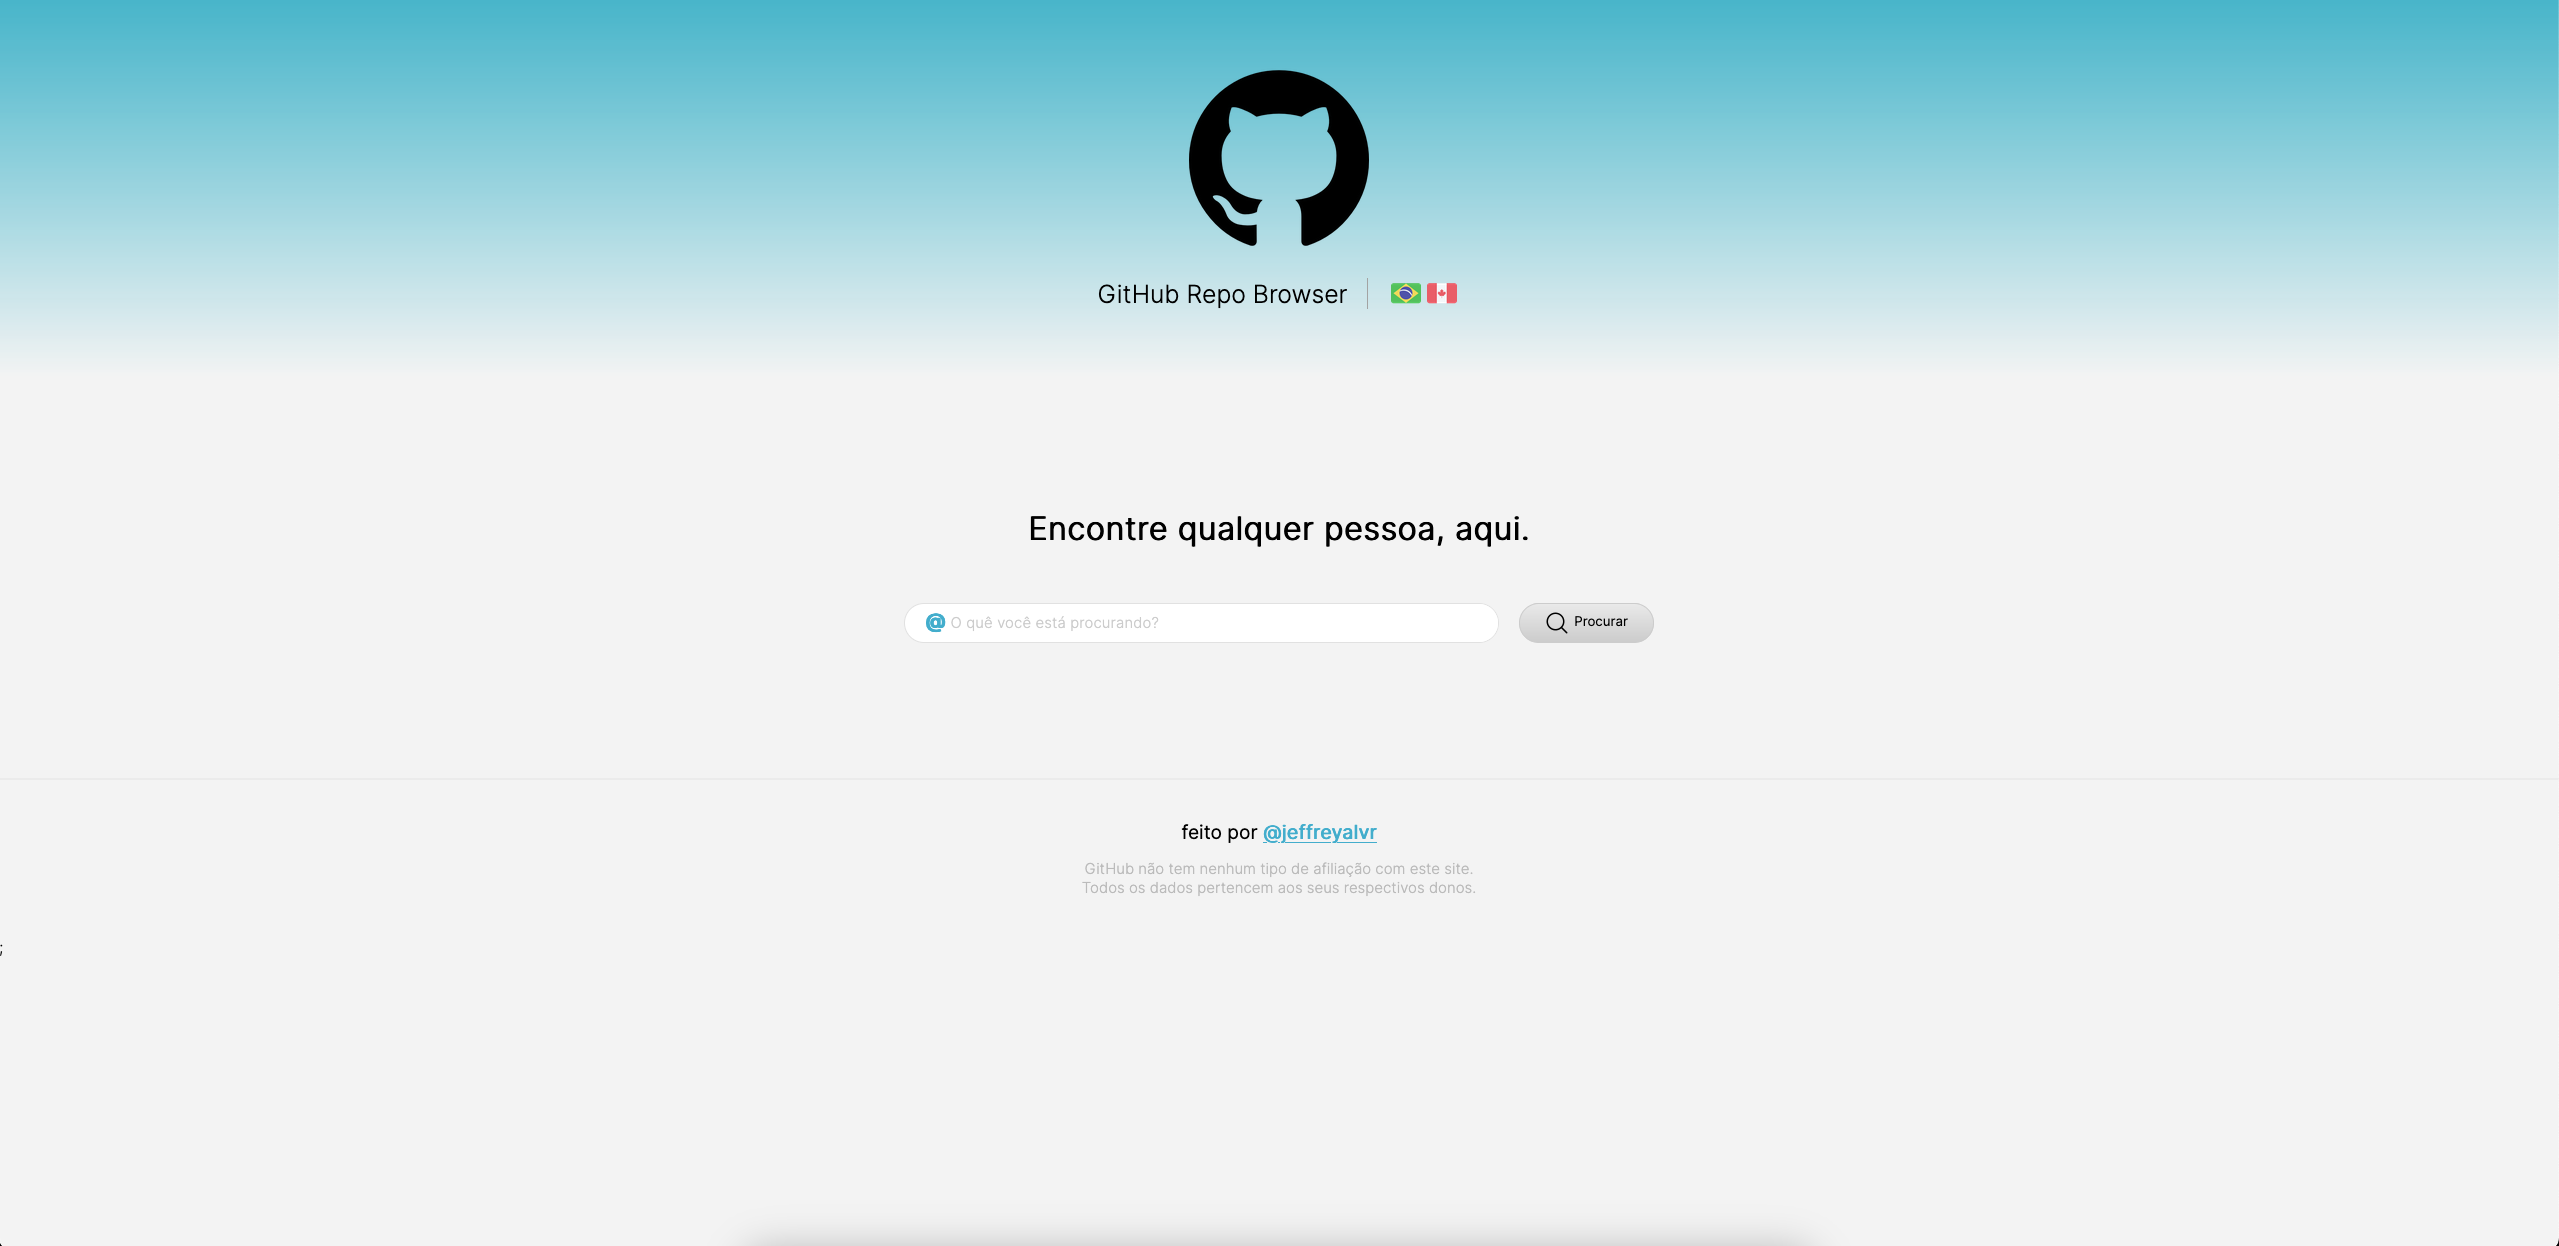 GitHub Repo Browser
Encontre qualquer pessoa, aqui.
@ O quê você está procurando?
Procurar
feito por @jeffreyalvr
GitHub não tem nenhum tipo de afiliação com este site.
Todos os dados pertencem aos seus respectivos donos.
;